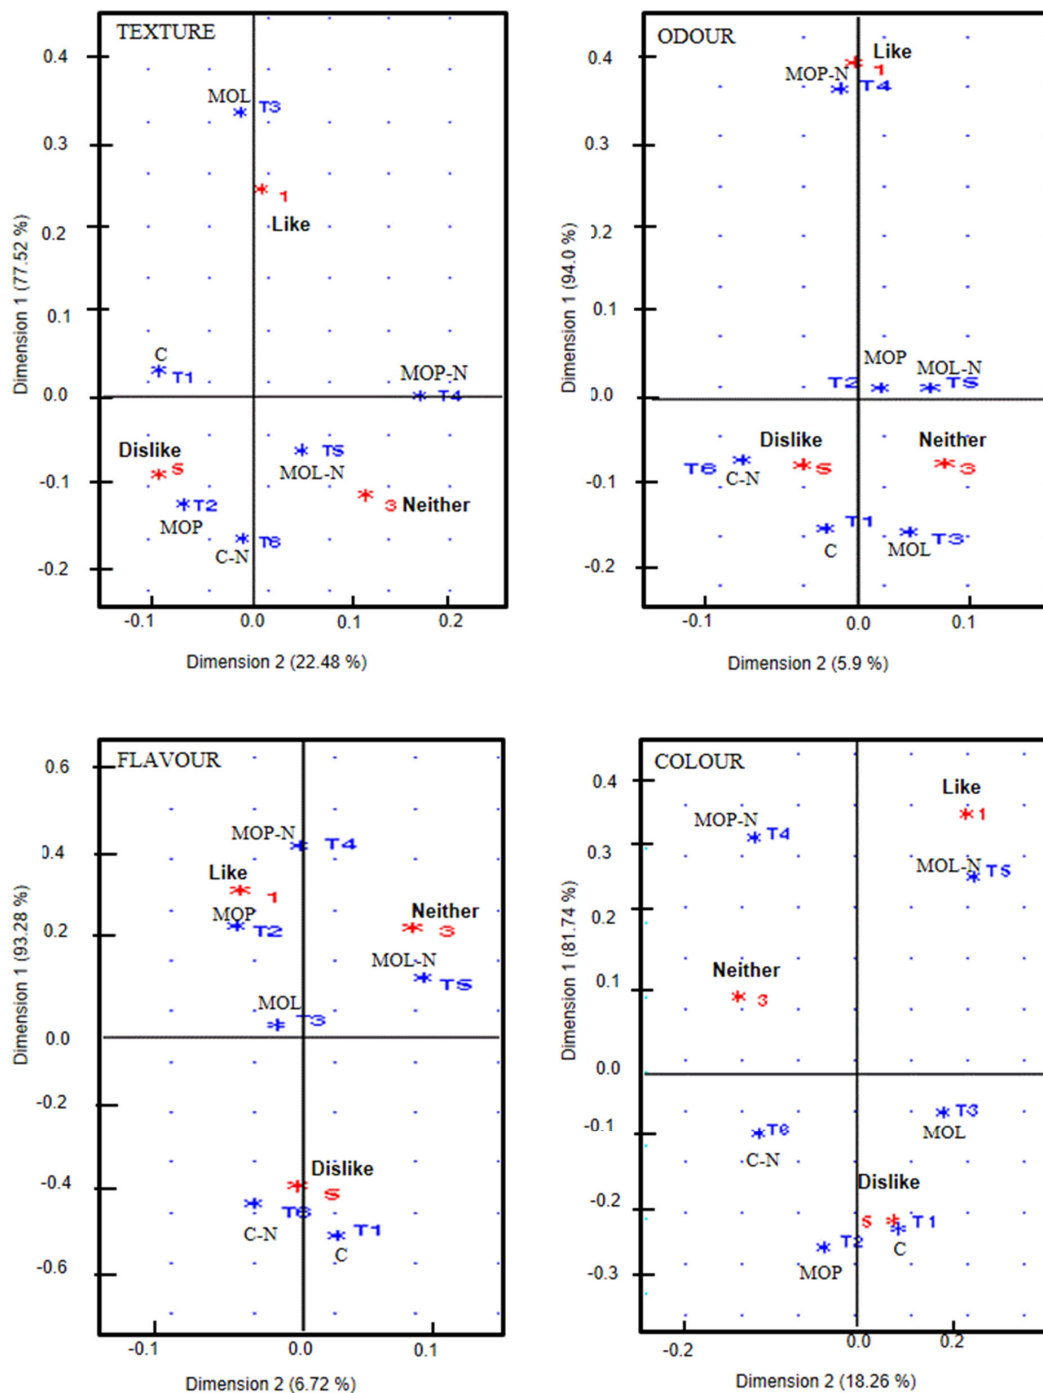 TEXTURE
0.4
MOL T3
0.3
1
Like
0.2
0.1
C
T1
MOP-N
0.0
T4
Dislike
S
T5
MOL-N
-0.1
T2
MOP
3 Neither
C-N T6
-0.2
-0.1 0.0 0.1 0.2
Dimension 1 (77.52 %)
Dimension 2 (22.48 %)
ODOUR
0.4
Like
1
MOP-N
T4
0.3
0.2
0.1
MOP
MOL-N
T2
T5
0.0
Dislike
Neither
T6
C-N
S
3
-0.1
T1
C
MOL T3
-0.2
-0.1 0.0 0.1
Dimension 1 (94.0 %)
Dimension 2 (5.9 %)
FLAVOUR
0.6
MOP-N T4
0.4
Like
1
MOP
T2
Neither
3
0.2
MOL-N
T5
MOL
T3
0.0
-0.2
Dislike
S
-0.4
T6
C-N
T1
C
-0.6
-0.1 0.0 0.1
Dimension 1 (93.28 %)
Dimension 2 (6.72 %)
COLOUR
0.4
Like
1
MOP-N
T4
0.3
MOL-N T5
0.2
Neither
3
0.1
0.0
T3
MOL
-0.1
T6
C-N
Dislike
-0.2
S
T1
C
T2
MOP
-0.3
-0.2 0.0 0.2
Dimension 1 (81.74 %)
Dimension 2 (18.26 %)